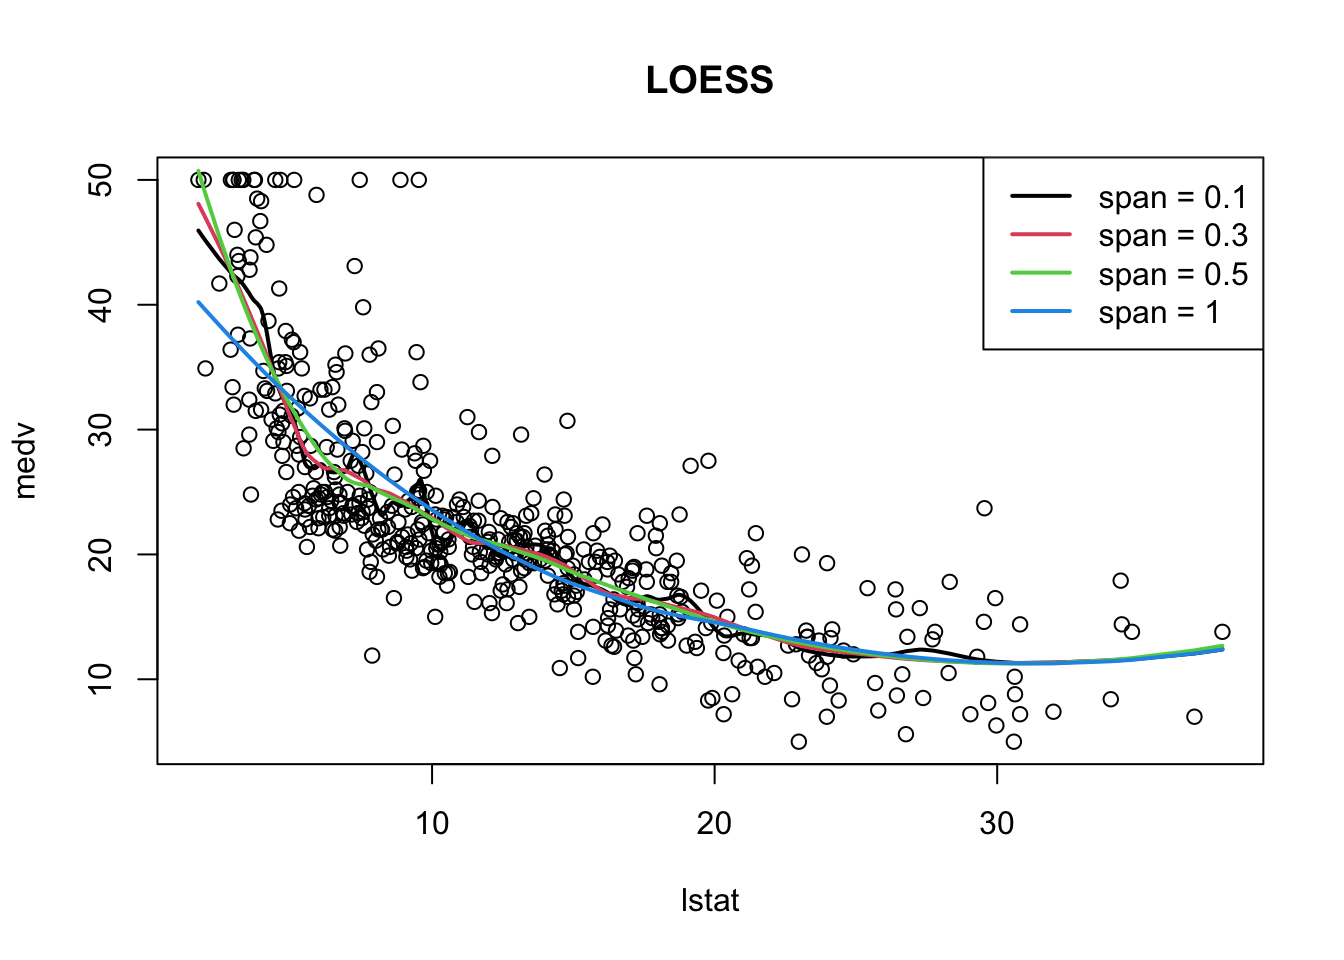 LOESS
span = 0.1
span = 0.3
span = 0.5
span = 1
medv
50
40
30
20
10
10 20 30
lstat